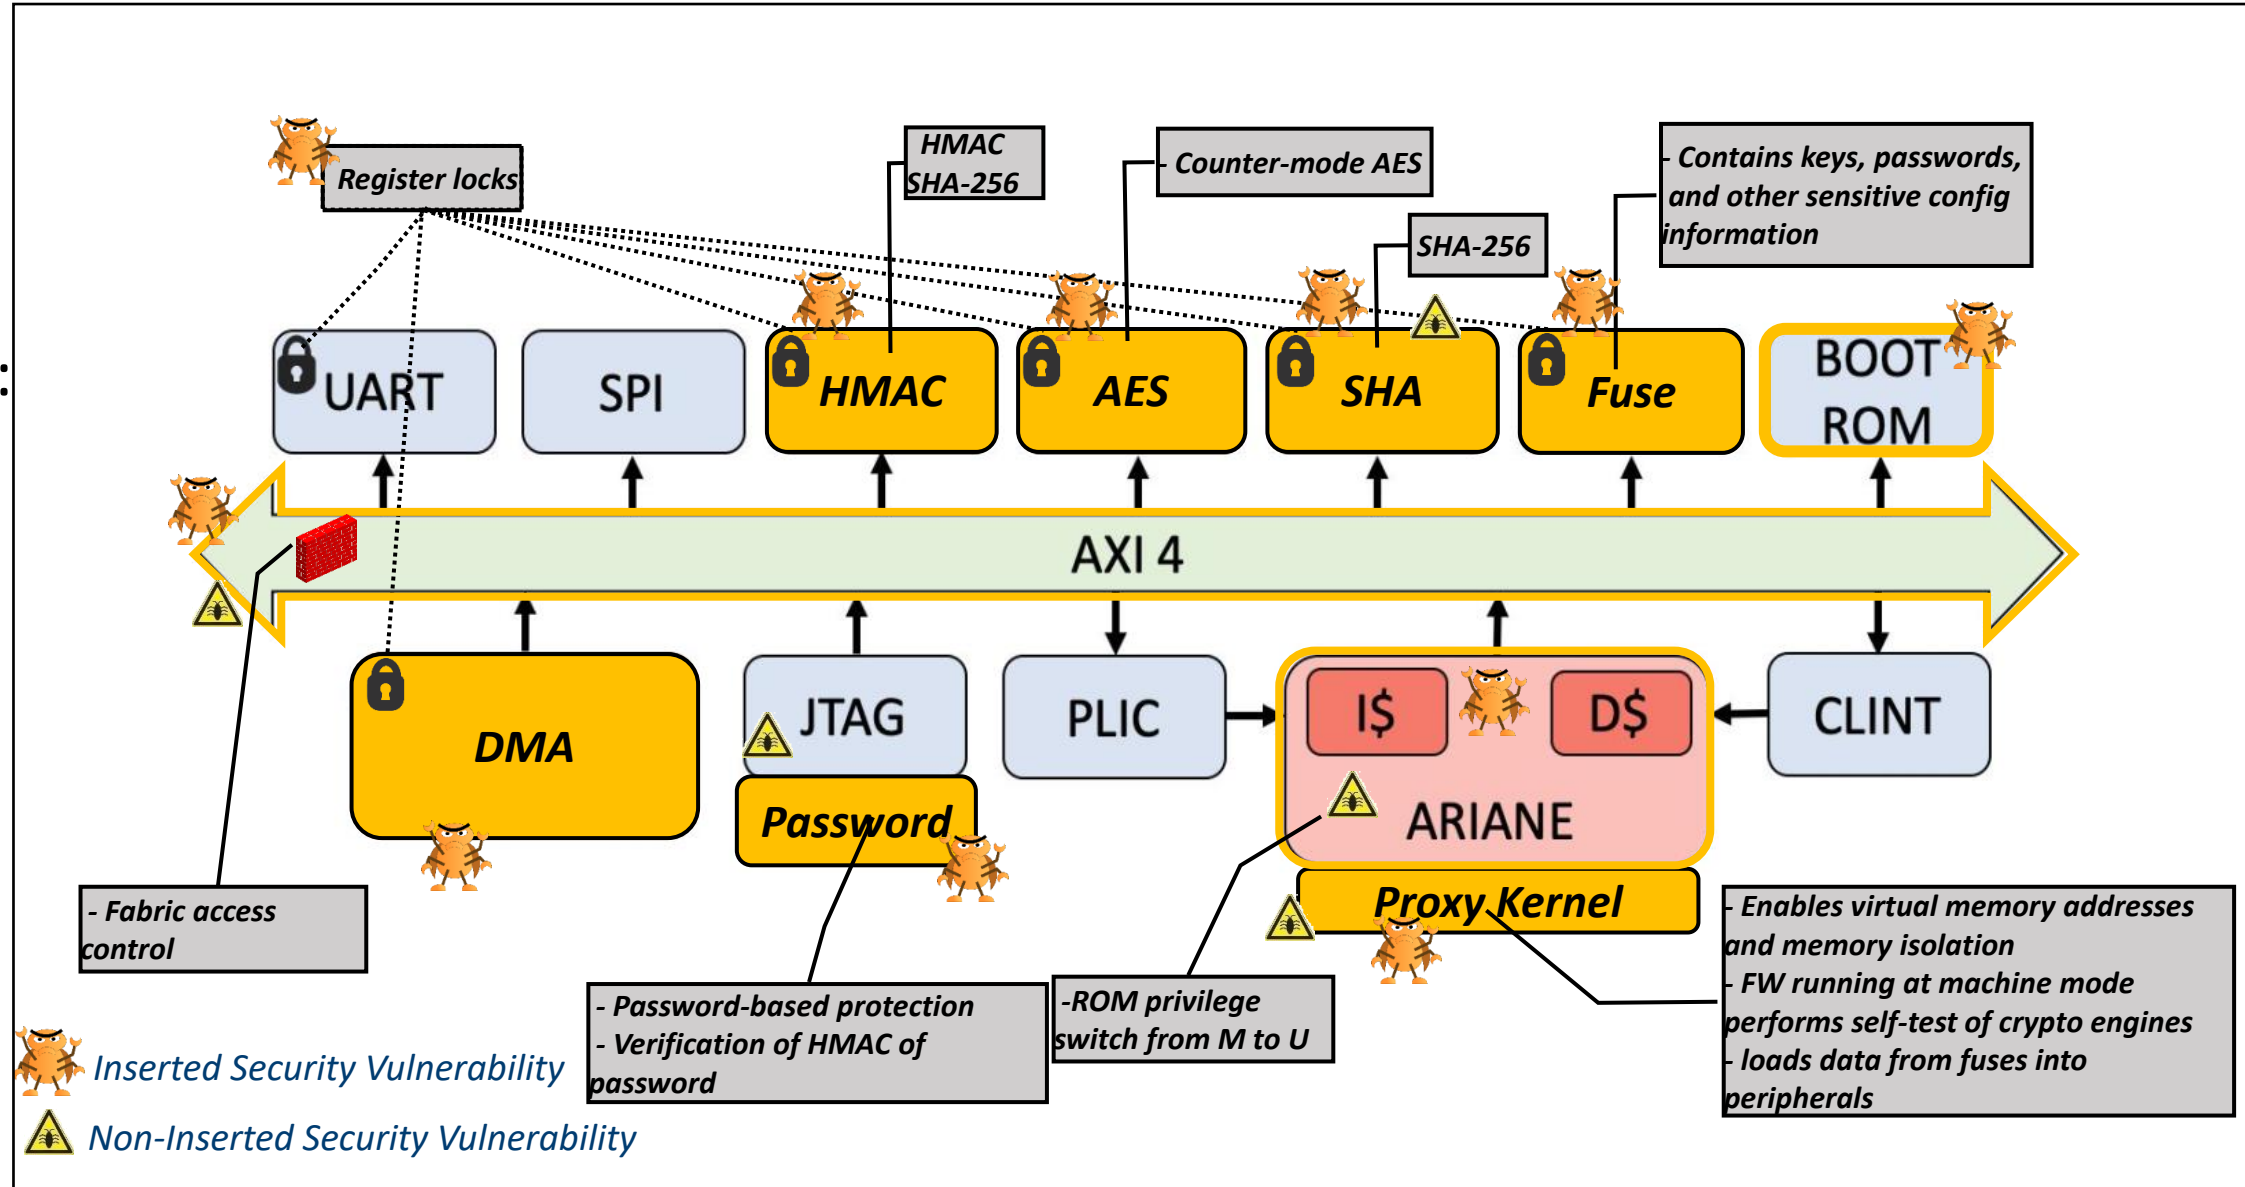 Register locks
HMAC
SHA-256
- Counter-mode AES
SHA-256
- Contains keys, passwords,
and other sensitive config
information
:
UART
SPI
HMAC
AES
SHA
Fuse
BOOT
ROM
AXI 4
DMA
JTAG
Password
PLIC
I$
D$
ARIANE
Proxy Kernel
CLINT
- Fabric access
control
- Password-based protection
- Verification of HMAC of
password
-ROM privilege
switch from M to U
- Enables virtual memory addresses
and memory isolation
- FW running at machine mode
performs self-test of crypto engines
- loads data from fuses into
peripherals
Inserted Security Vulnerability
Non-Inserted Security Vulnerability